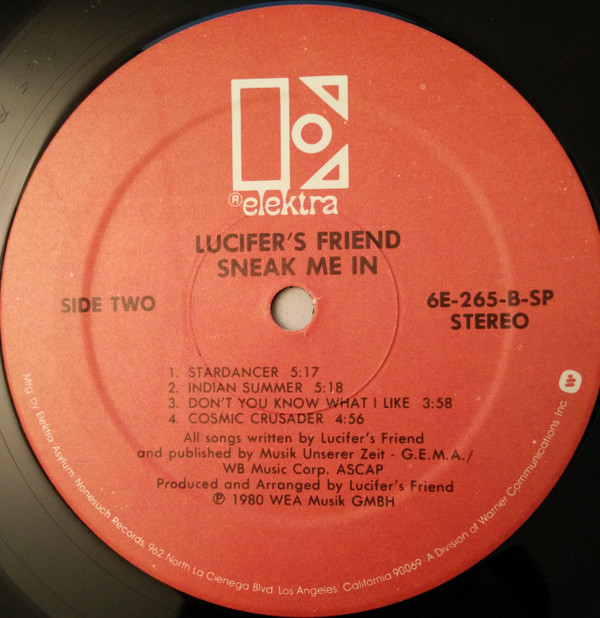 ® elektra
LUCIFER'S FRIEND
SNEAK ME IN
SIDE TWO
6E-265-B-SP
STEREO
1. STARDANCER 5:17
2. INDIAN SUMMER 5:18
3. DON'T YOU KNOW WHAT I LIKE 3:58
4. COSMIC CRUSADER 4:56
All songs written by Lucifer's Friend
and published by Musik Unserer Zeit - G.E.M.A./
WB Music Corp. ASCAP
Produced and Arranged by Lucifer's Friend
℗ 1980 WEA Musik GMBH
Mfg. by Elektra Asylum Nonesuch Records, 962 North La Cienega Blvd. Los Angeles, California 90069 A Division of Warner Communications Inc.